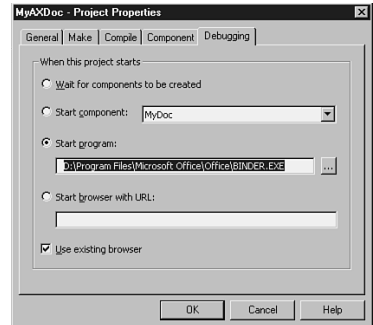 MyAXDoc - Project Properties
General Make Compile Component Debugging
When this project starts
Wait for components to be created
Start component: MyDoc
Start program:
D:\Program Files\Microsoft Office\Office\BINDER.EXE ...
Start browser with URL:
Use existing browser
OK Cancel Help